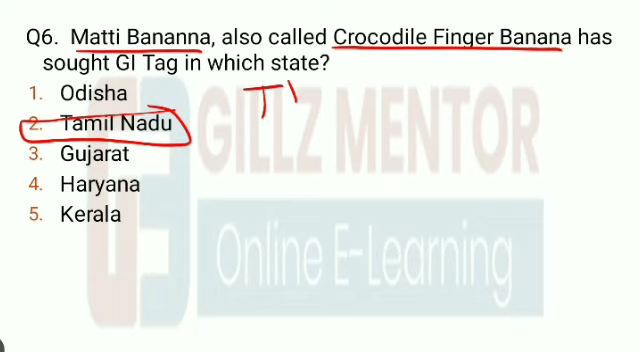 Q6. Matti Bananna, also called Crocodile Finger Banana has
sought GI Tag in which state?
1. Odisha
2. Tamil Nadu
3. Gujarat
4. Haryana
5. Kerala
GILLZ MENTOR
Online E-Learning